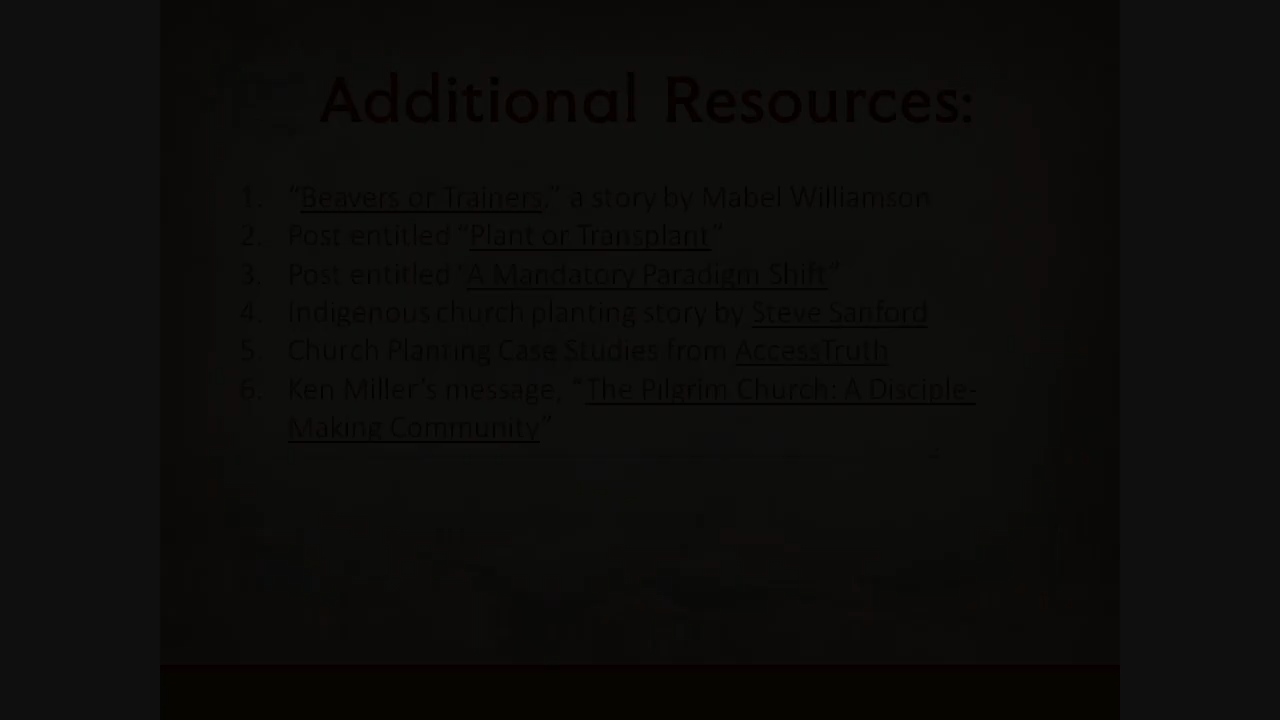 Additional Resources:
1. “Beavers or Trainers,” a story by Mabel Williamson
2. Post entitled “Plant or Transplant”
3. Post entitled “A Mandatory Paradigm Shift”
4. Indigenous church planting story by Steve Sanford
5. Church Planting Case Studies from AccessTruth
6. Ken Miller’s message, “The Pilgrim Church: A Disciple-
Making Community”